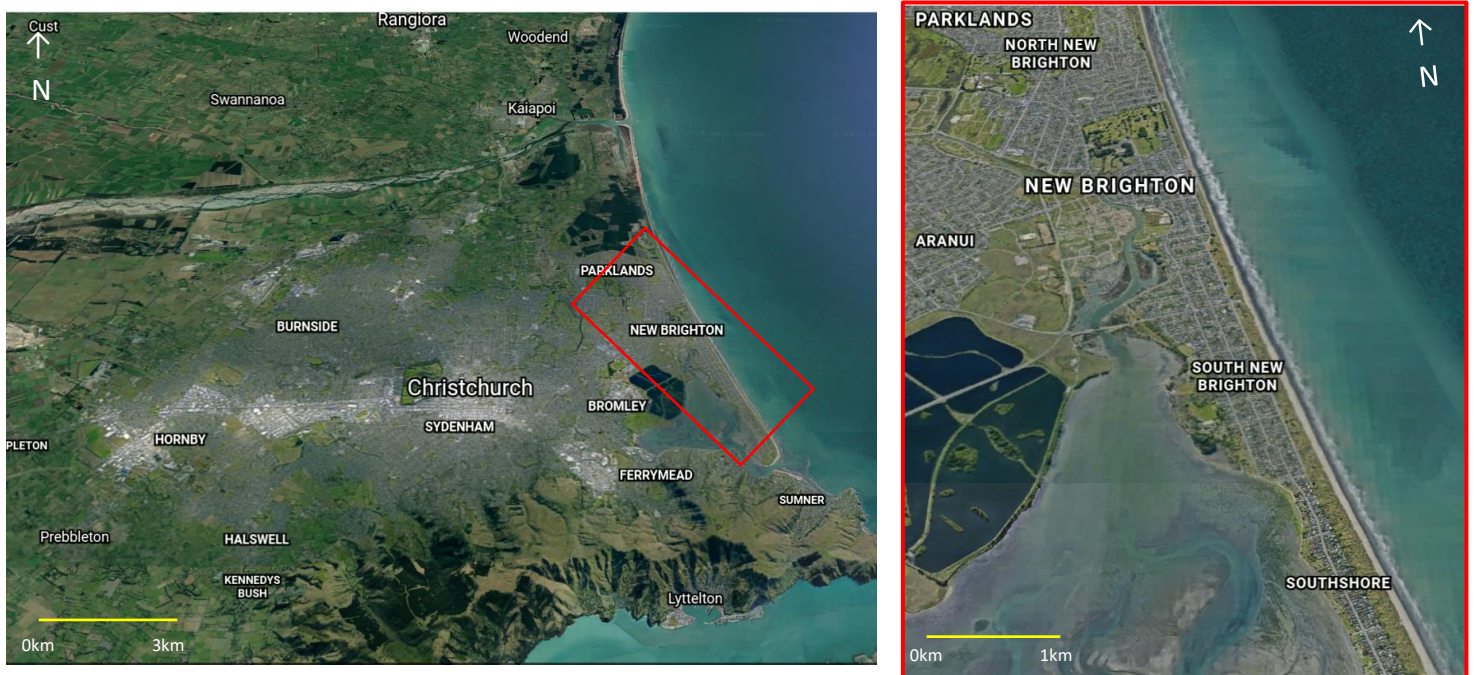 Cust
Rangiora
Woodend
N
Swannanoa
Kaiapoi
PARKLANDS
BURNSIDE
NEW BRIGHTON
Christchurch
BROMLEY
SYDENHAM
HORNBY
PLETON
FERRYMEAD
SUMNER
Prebbleton
HALSWELL
KENNEDYS
BUSH
Lyttelton
0km
3km
PARKLANDS
NORTH NEW
BRIGHTON
N
NEW BRIGHTON
ARANUI
SOUTH NEW
BRIGHTON
SOUTHSHORE
0km
1km